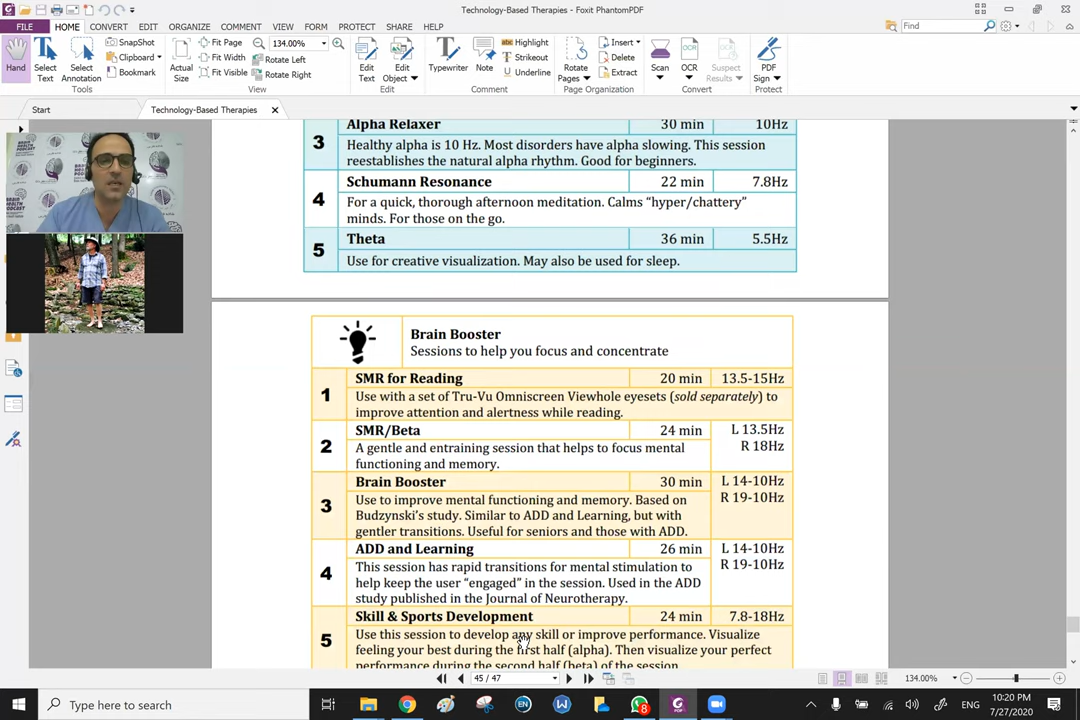 Technology-Based Therapies - Foxit PhantomPDF
FILE HOME CONVERT EDIT ORGANIZE COMMENT VIEW FORM PROTECT SHARE HELP
Find
Hand
Select Text
Select Annotation
SnapShot
Clipboard
Bookmark
Tools
Actual Size
Fit Page
Fit Width
Fit Visible
134.00%
Rotate Left
Rotate Right
View
Edit Text
Edit Object
Edit
Typewriter
Note
Highlight
Strikeout
Underline
Comment
Rotate Pages
Insert
Delete
Extract
Page Organization
Scan
OCR
Suspect Results
Convert
PDF Sign
Protect
Start
Technology-Based Therapies
3 Alpha Relaxer 30 min 10Hz
Healthy alpha is 10 Hz. Most disorders have alpha slowing. This session
reestablishes the natural alpha rhythm. Good for beginners.
4 Schumann Resonance 22 min 7.8Hz
For a quick, thorough afternoon meditation. Calms “hyper/chattery”
minds. For those on the go.
5 Theta 36 min 5.5Hz
Use for creative visualization. May also be used for sleep.
Brain Booster
Sessions to help you focus and concentrate
1 SMR for Reading 20 min 13.5-15Hz
Use with a set of Tru-Vu Omniscreen Viewhole eyesets (sold separately) to
improve attention and alertness while reading.
2 SMR/Beta 24 min L 13.5Hz
R 18Hz
A gentle and entraining session that helps to focus mental
functioning and memory.
3 Brain Booster 30 min L 14-10Hz
R 19-10Hz
Use to improve mental functioning and memory. Based on
Budzynski’s study. Similar to ADD and Learning, but with
gentler transitions. Useful for seniors and those with ADD.
4 ADD and Learning 26 min L 14-10Hz
R 19-10Hz
This session has rapid transitions for mental stimulation to
help keep the user “engaged” in the session. Used in the ADD
study published in the Journal of Neurotherapy.
5 Skill & Sports Development 24 min 7.8-18Hz
Use this session to develop any skill or improve performance. Visualize
feeling your best during the first half (alpha). Then visualize your perfect
performance during the second half (beta) of the session
45 / 47
134.00%
Type here to search
8
ENG
10:20 PM
7/27/2020